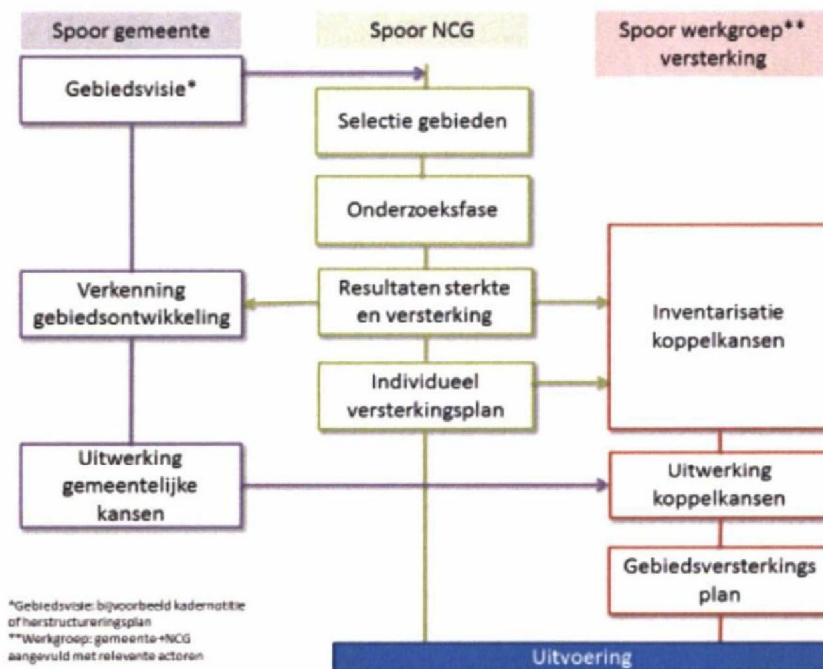 Spoor gemeente
Spoor NCG
Spoor werkgroep**
versterking
Gebiedsvisie*
Selectie gebieden
Onderzoeksfase
Verkenning
gebiedsontwikkeling
Resultaten sterkte
en versterking
Inventarisatie
koppelkansen
Individueel
versterkingsplan
Uitwerking
gemeentelijke
kansen
Uitwerking
koppelkansen
Gebiedsversterkings
plan
*Gebiedsvisie: bijvoorbeeld kadernotitie
of herstructureringsplan
**Werkgroep: gemeente+NCG
aangevuld met relevante actoren
Uitvoering